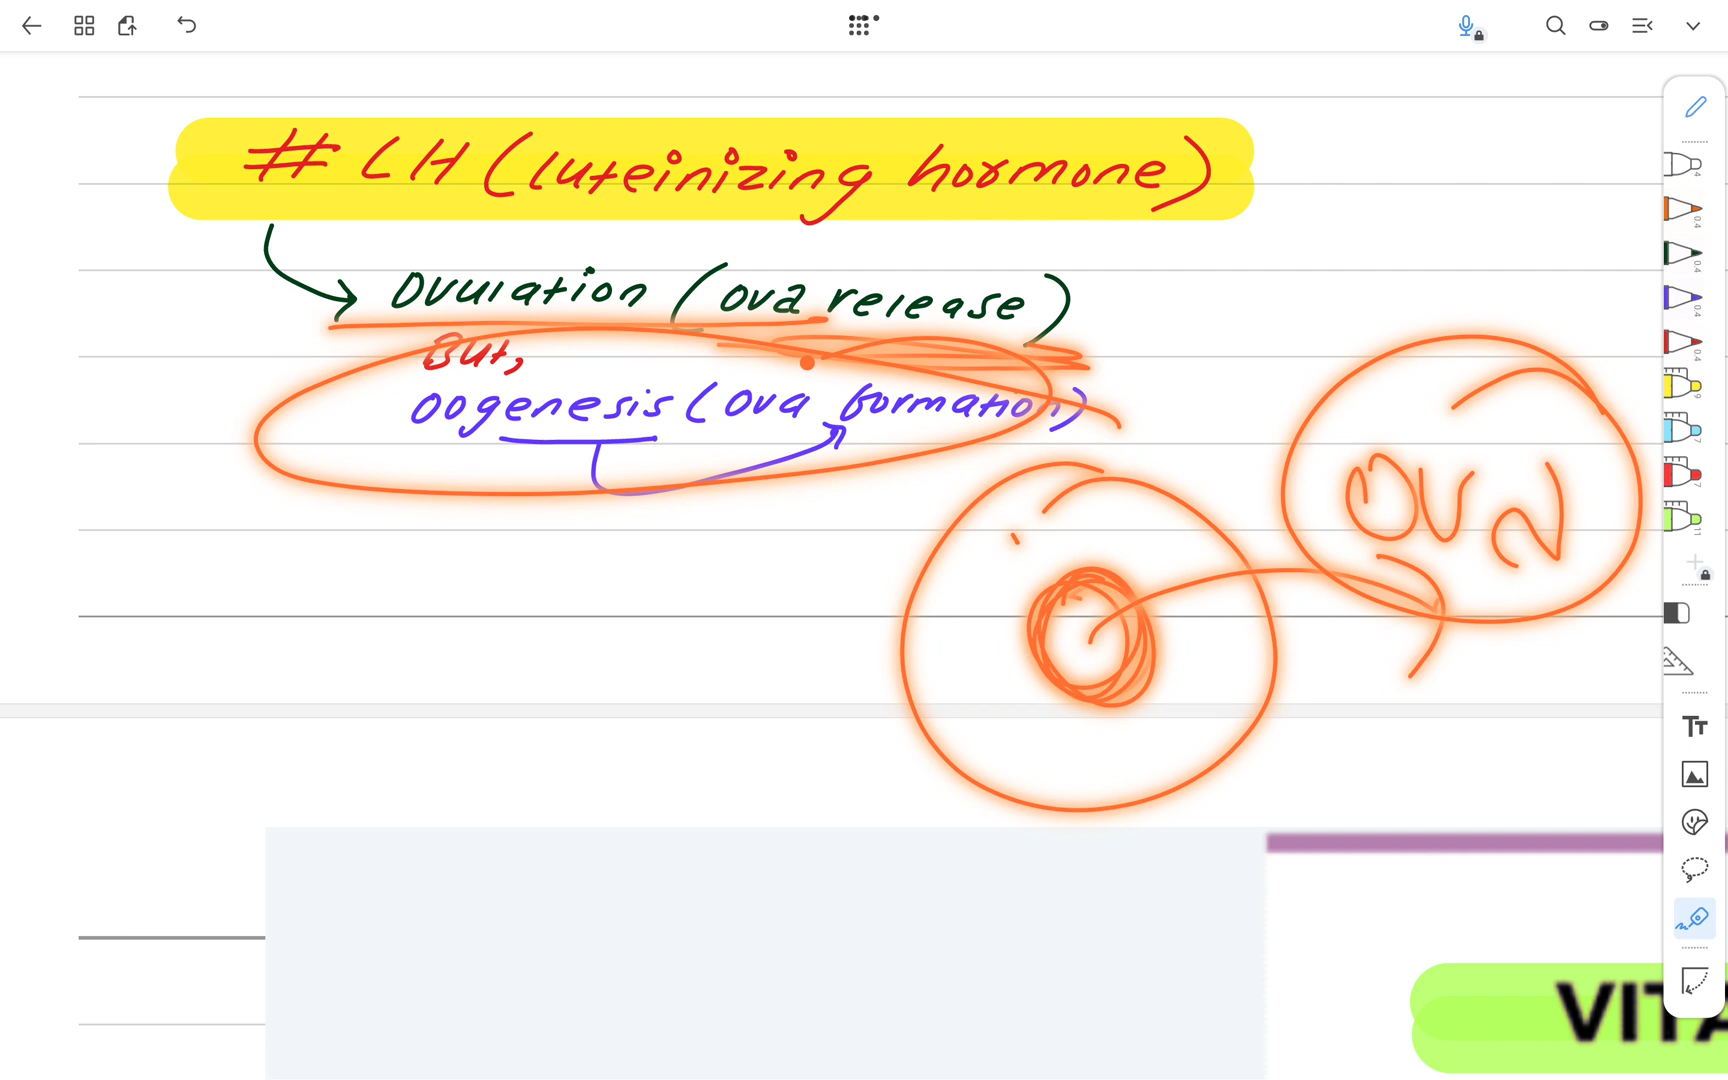 # LH (luteinizing hormone)
Ovulation (ova release)
But,
oogenesis (ova formation)
ova
VITA